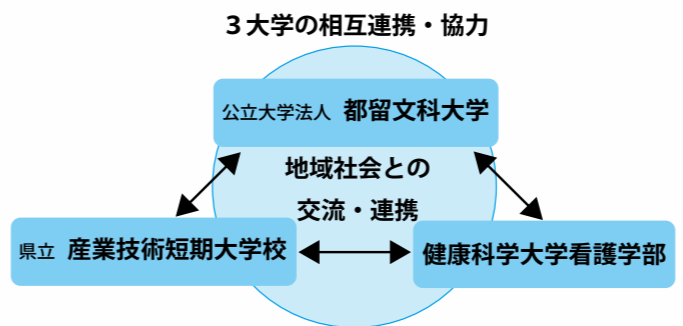 ３大学の相互連携・協力
公立大学法人 都留文科大学
地域社会との
交流・連携
県立 産業技術短期大学校
健康科学大学看護学部